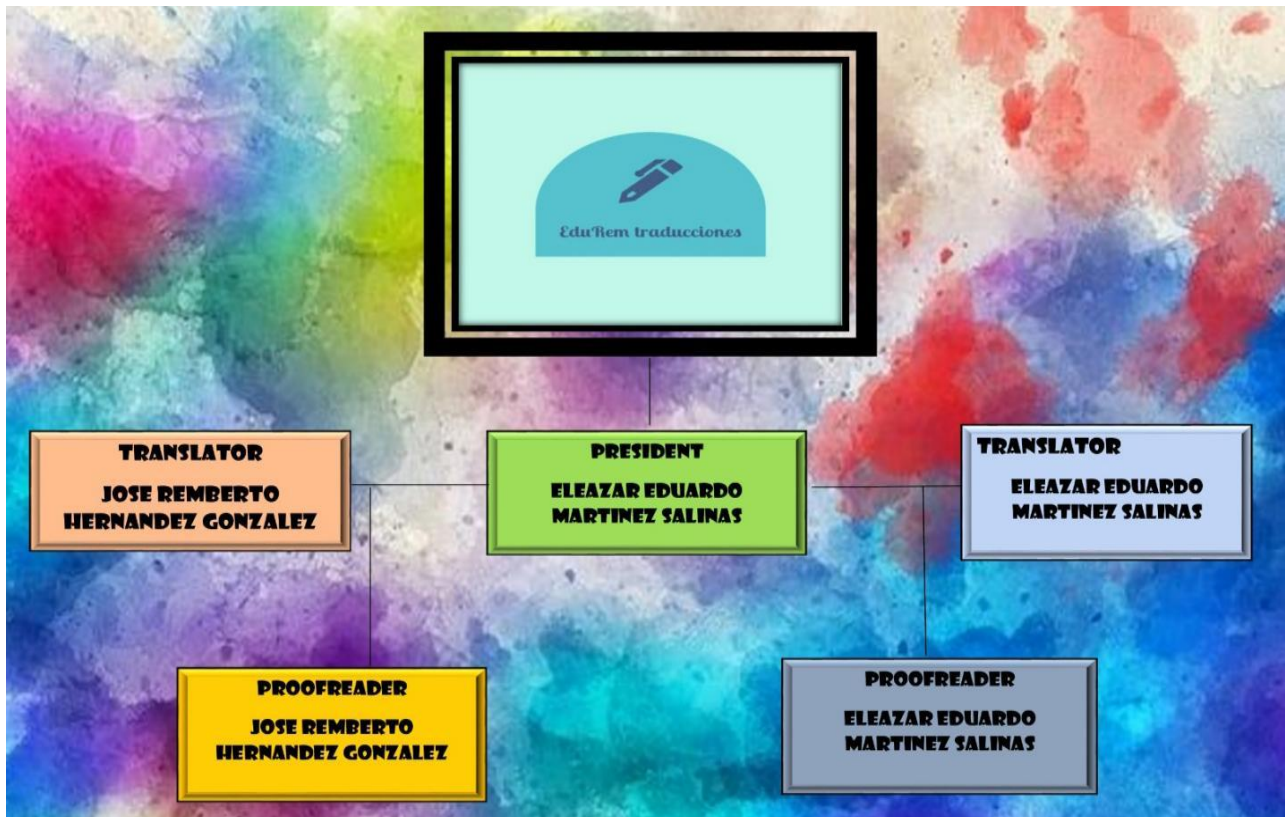 EduRem traducciones
TRANSLATOR
JOSE REMBERTO
HERNANDEZ GONZALEZ
PRESIDENT
ELEAZAR EDUARDO
MARTINEZ SALINAS
TRANSLATOR
ELEAZAR EDUARDO
MARTINEZ SALINAS
PROOFREADER
JOSE REMBERTO
HERNANDEZ GONZALEZ
PROOFREADER
ELEAZAR EDUARDO
MARTINEZ SALINAS